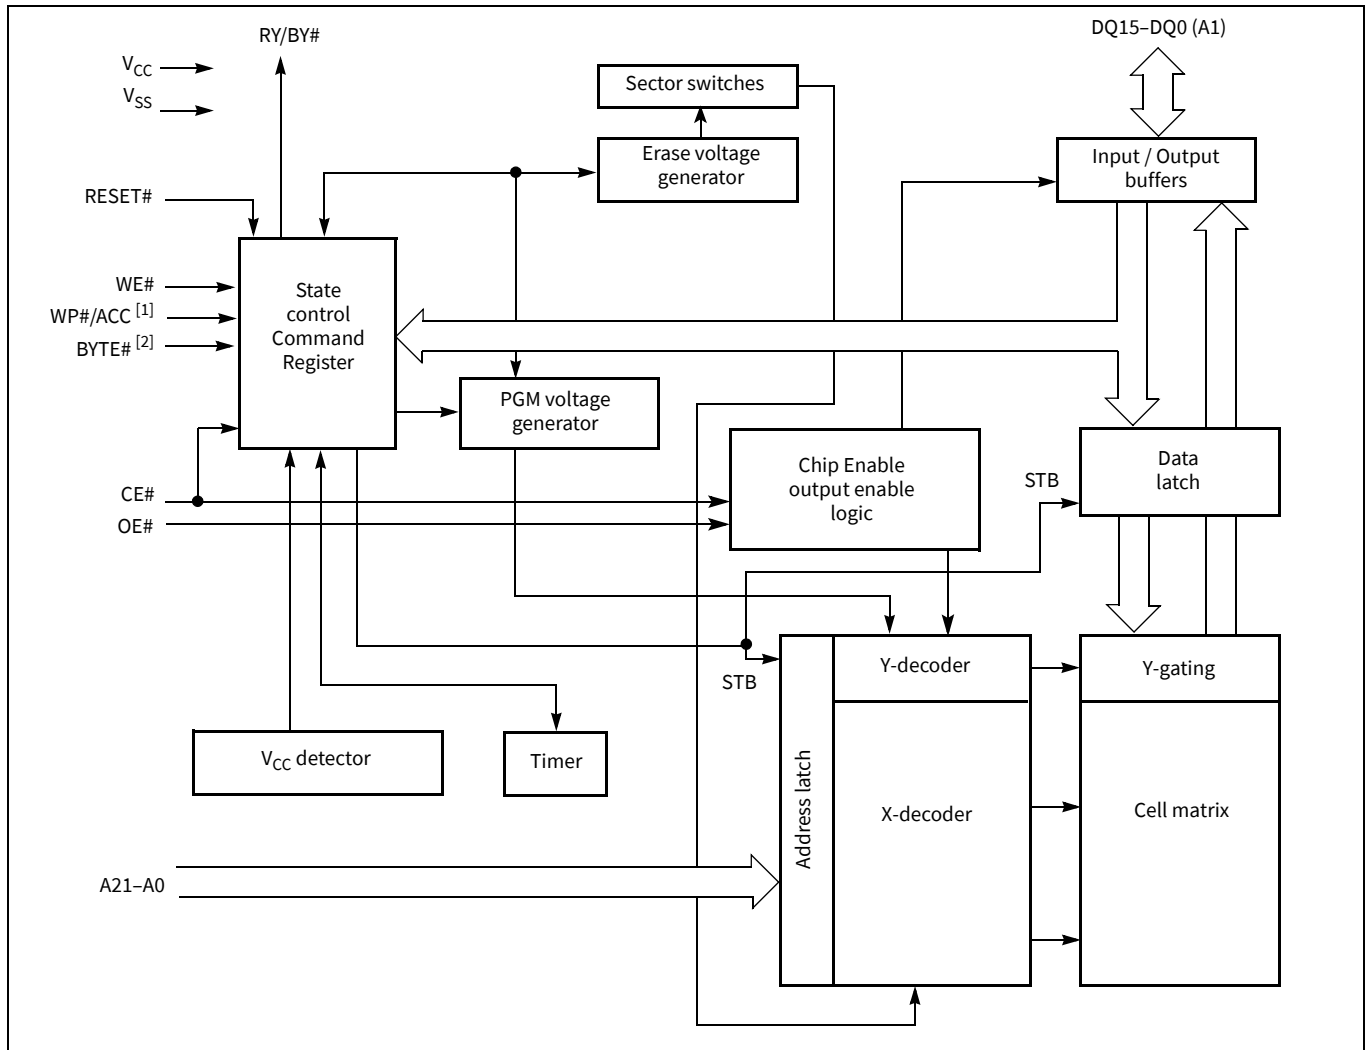 RY/BY#
DQ15–DQ0 (A1)
VCC
VSS
Sector switches
Erase voltage
generator
Input / Output
buffers
RESET#
WE#
WP#/ACC [1]
BYTE# [2]
State
control
Command
Register
PGM voltage
generator
Chip Enable
output enable
logic
Data
latch
STB
CE#
OE#
STB
Y-decoder
Y-gating
VCC detector
Timer
Address latch
X-decoder
Cell matrix
A21–A0